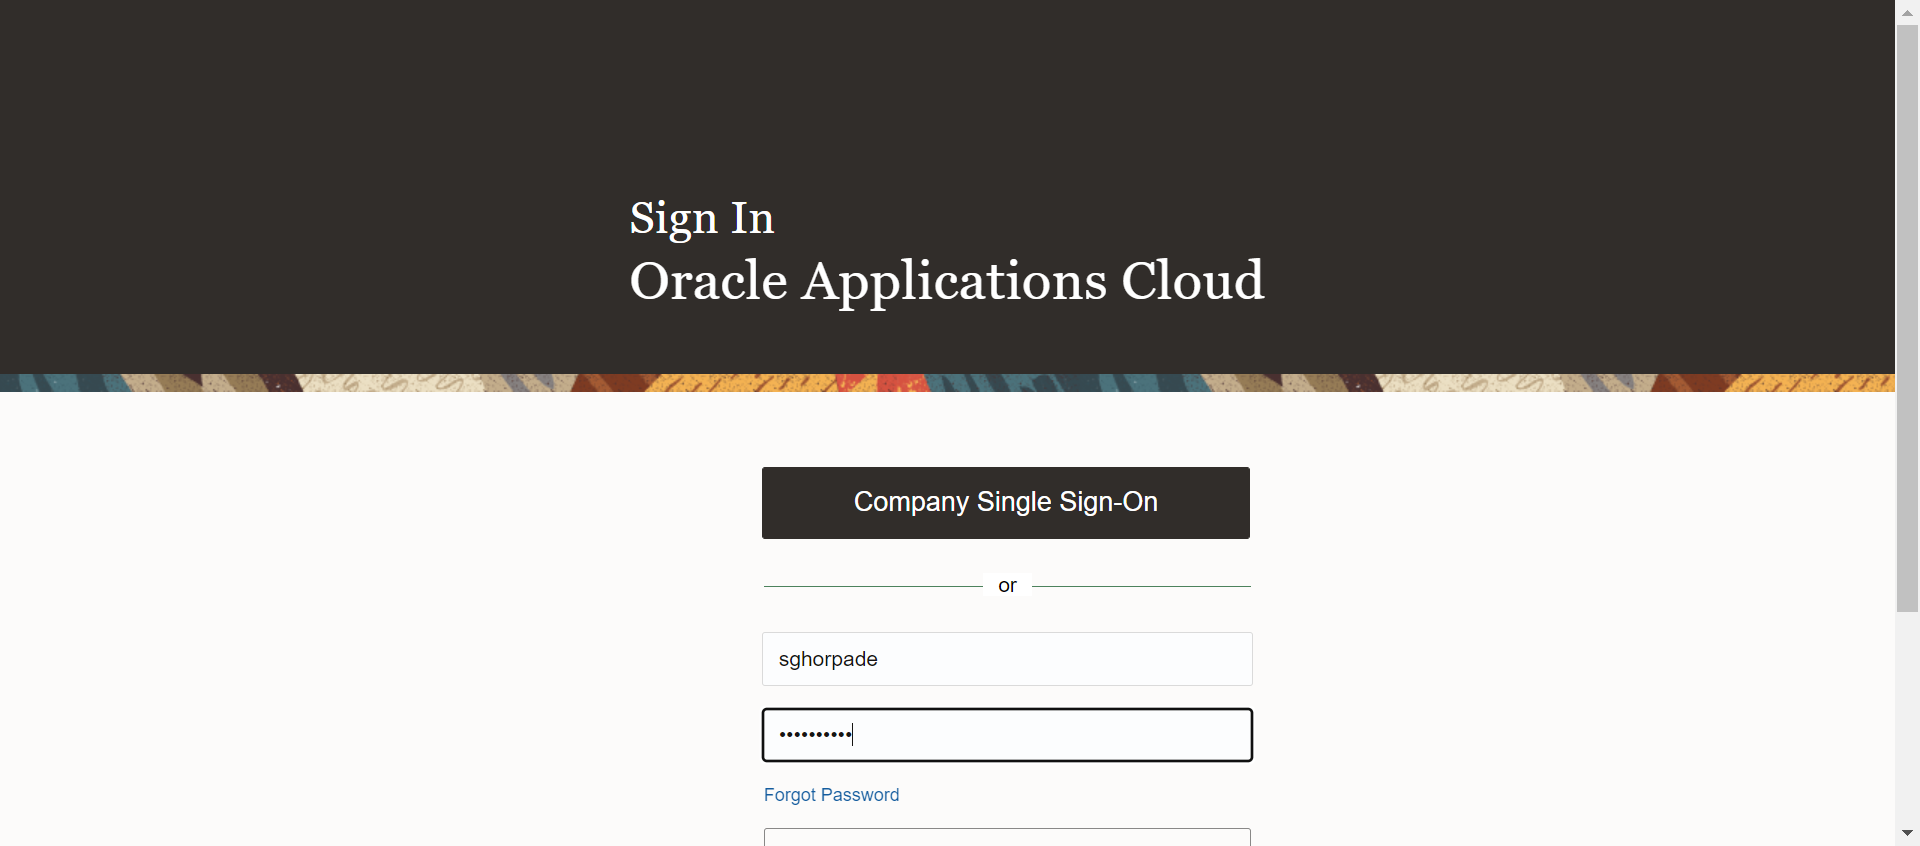 Sign In
Oracle Applications Cloud
Company Single Sign-On
or
sghorpade
••••••••••
Forgot Password